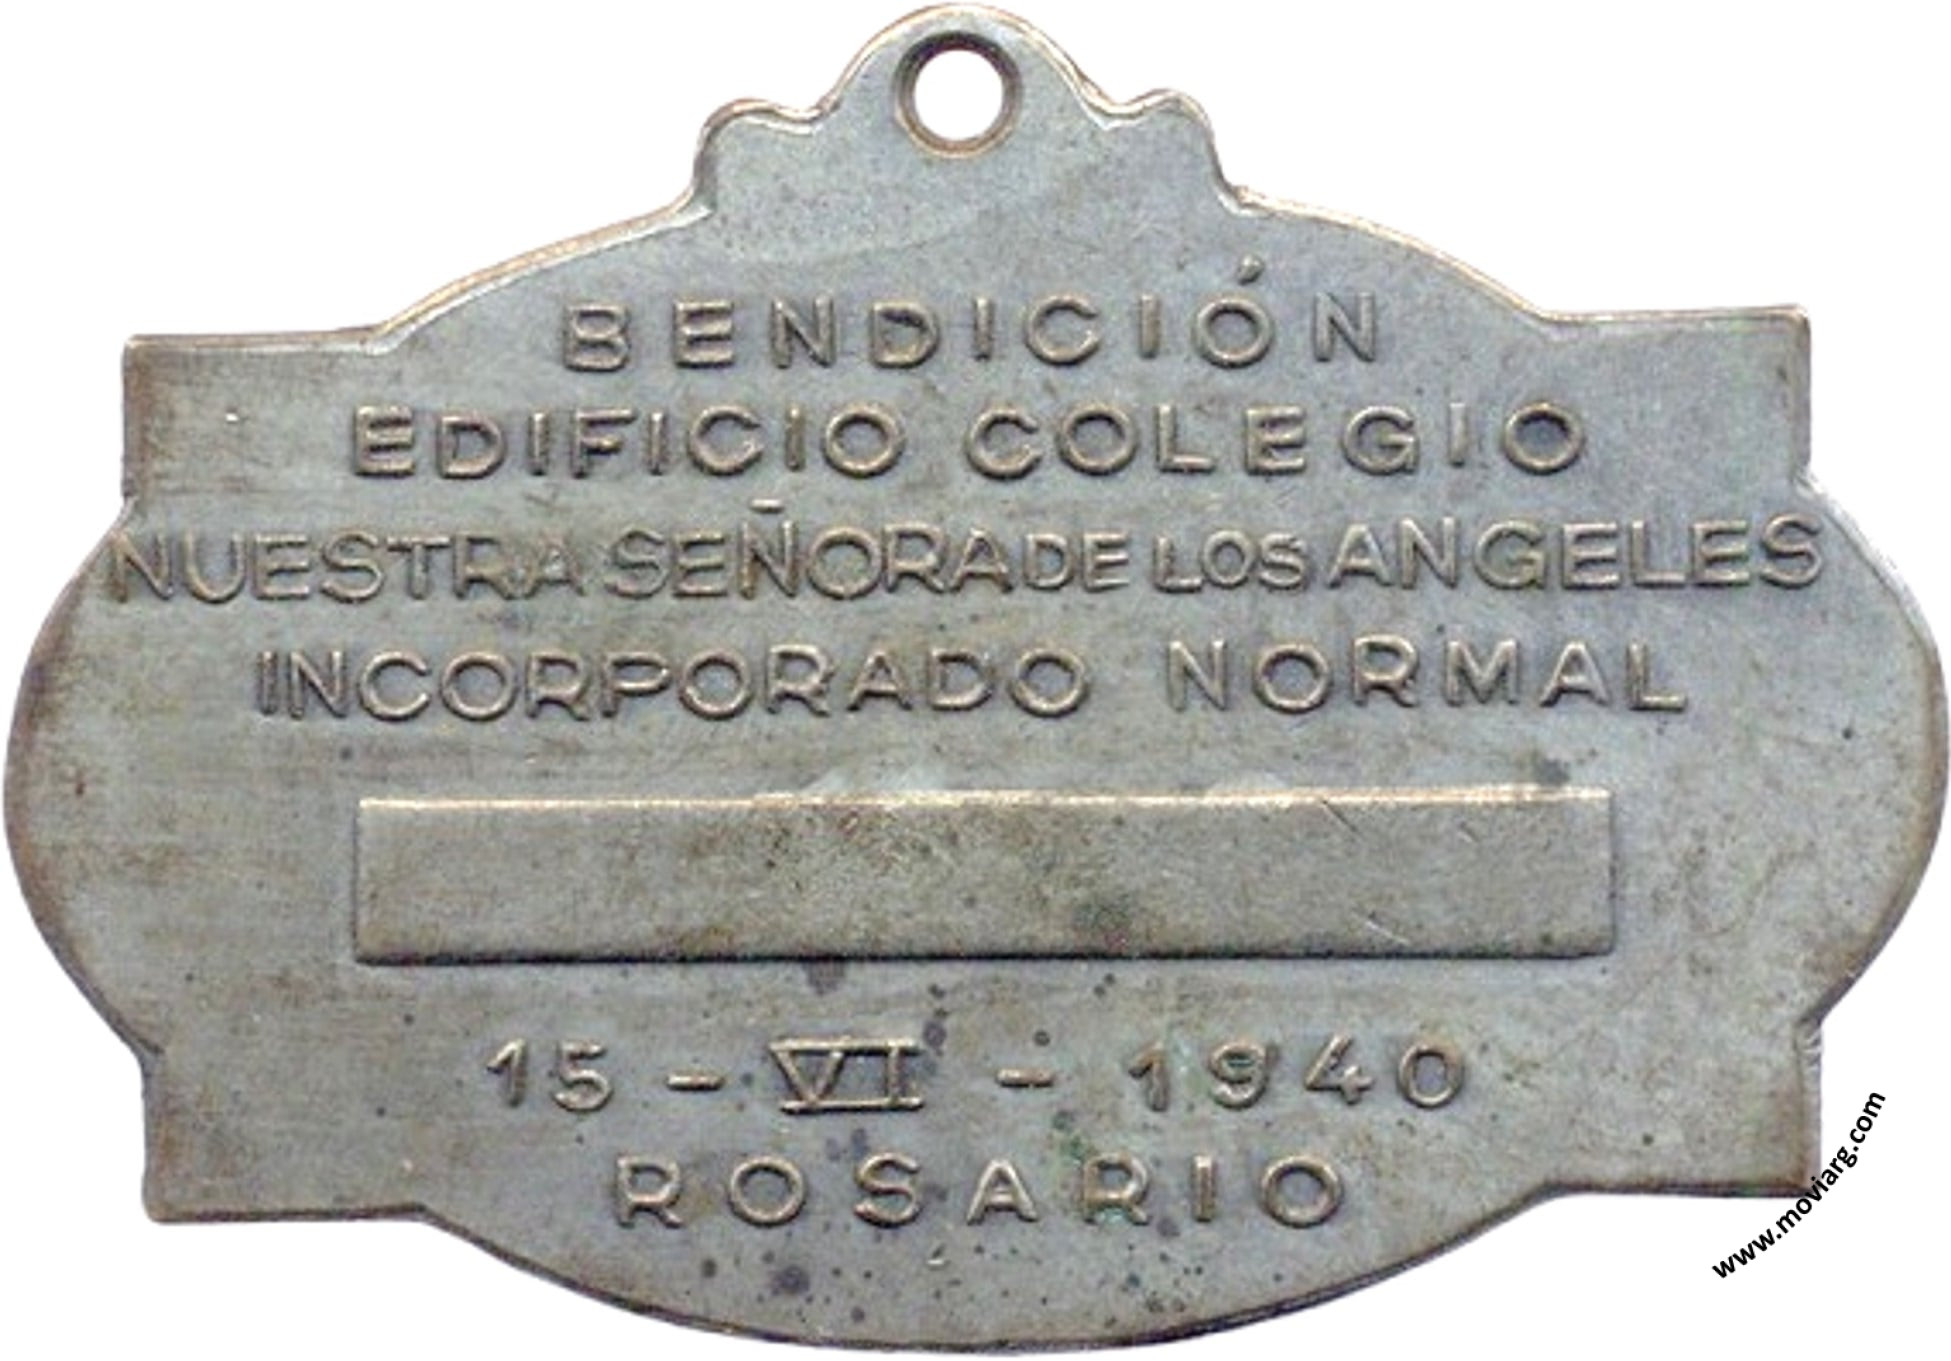 BENDICIÓN
EDIFICIO COLEGIO
NUESTRA SEÑORA DE LOS ANGELES
INCORPORADO NORMAL
15 - VI - 1940
ROSARIO
www.moviarg.com